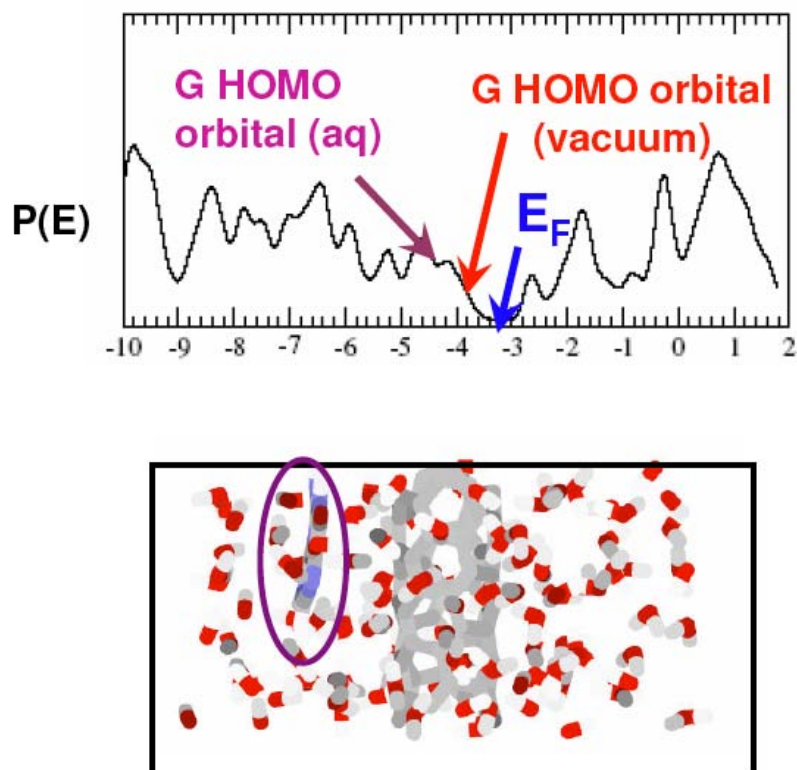 G HOMO
orbital (aq)
G HOMO orbital
(vacuum)
E_F
P(E)
-10 -9 -8 -7 -6 -5 -4 -3 -2 -1 0 1 2